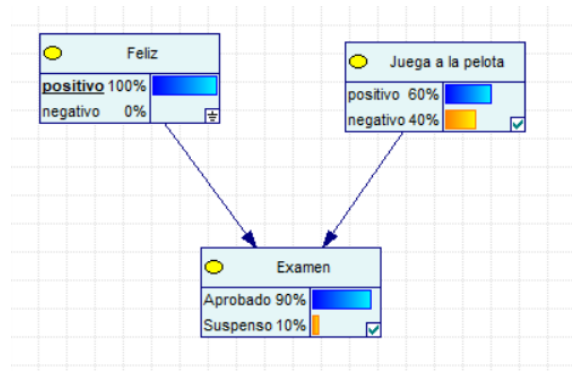 Feliz
positivo 100%
negativo 0%
Juega a la pelota
positivo 60%
negativo 40%
Examen
Aprobado 90%
Suspenso 10%